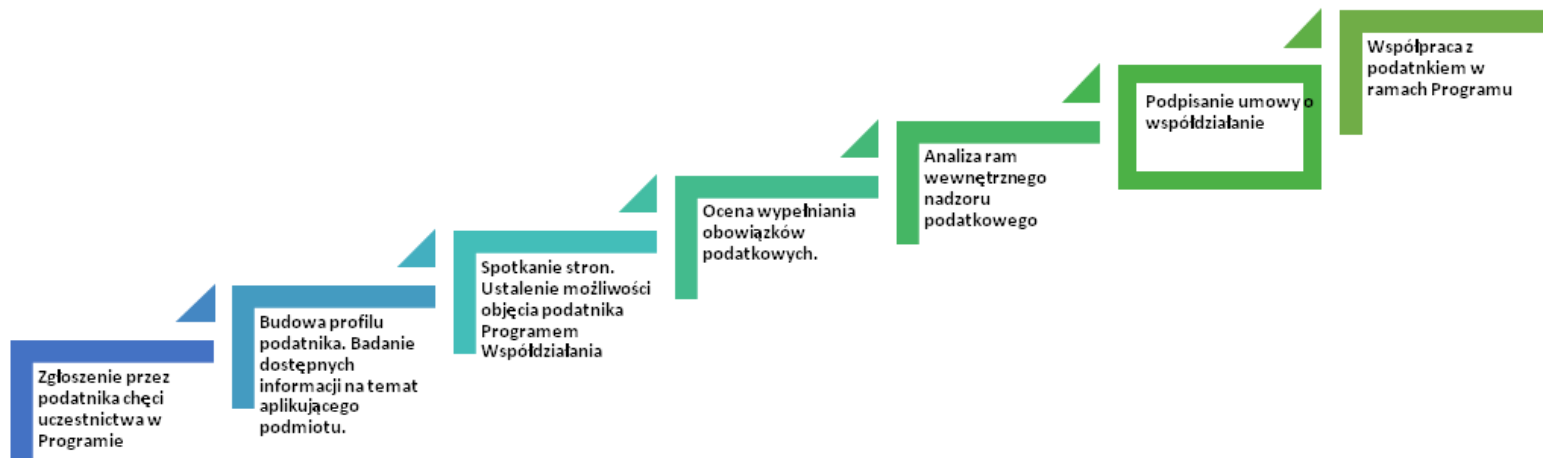 Zgłoszenie przez
podatnika chęci
uczestnictwa w
Programie
Budowa profilu
podatnika. Badanie
dostępnych
informacji na temat
aplikującego
podmiotu.
Spotkanie stron.
Ustalenie możliwości
objęcia podatnika
Programem
Współdziałania
Ocena wypełniania
obowiązków
podatkowych.
Analiza ram
wewnętrznego
nadzoru
podatkowego
Podpisanie umowy o
współdziałanie
Współpraca z
podatnkiem w
ramach Programu